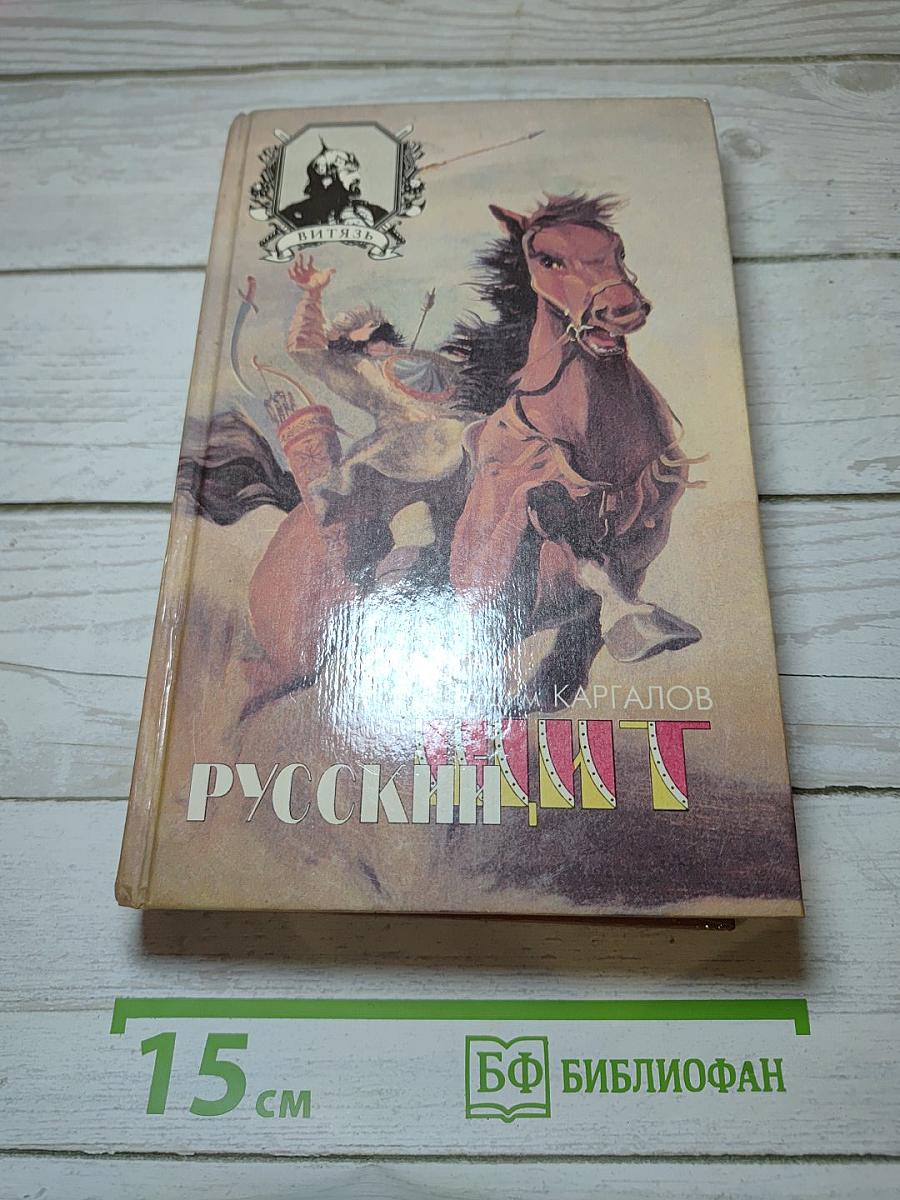 ВИТЯЗЬ
КАРГАЛОВ
РУССКИЙ ЩИТ
15 см
БФ БИБЛИОФАН